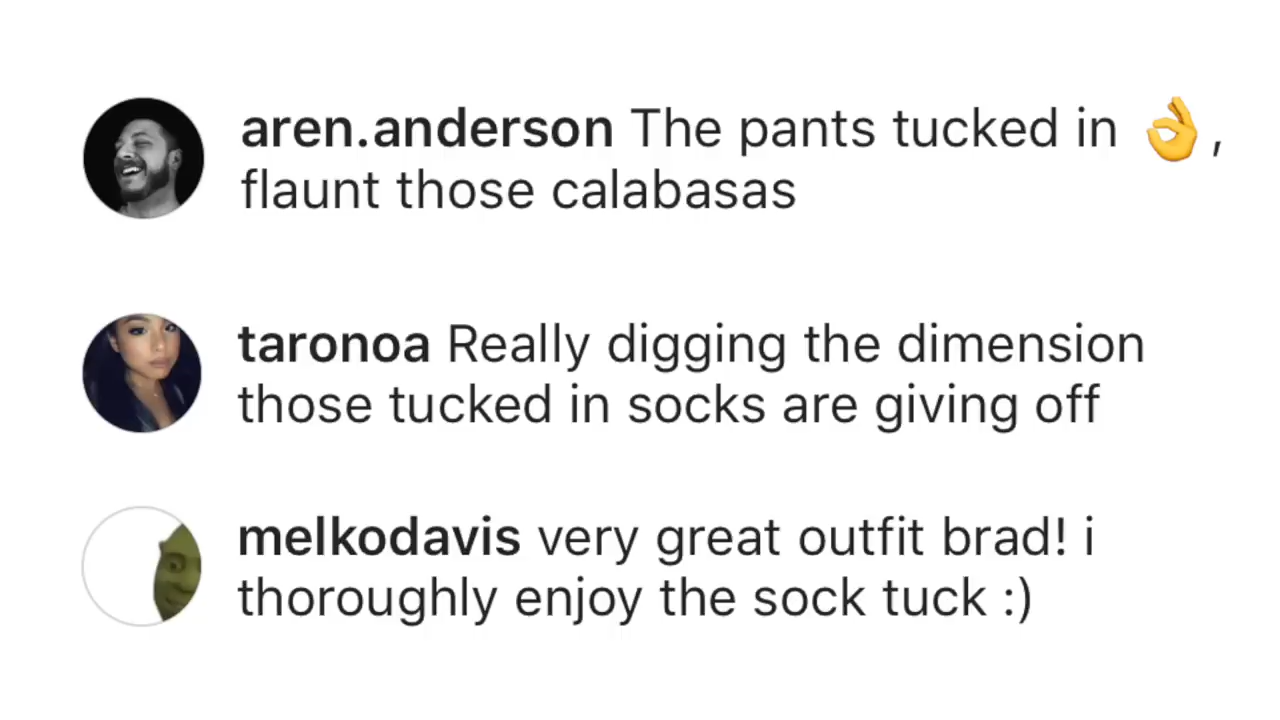 aren.anderson The pants tucked in 👌,
flaunt those calabasas
taronoa Really digging the dimension
those tucked in socks are giving off
melkodavis very great outfit brad! i
thoroughly enjoy the sock tuck :)